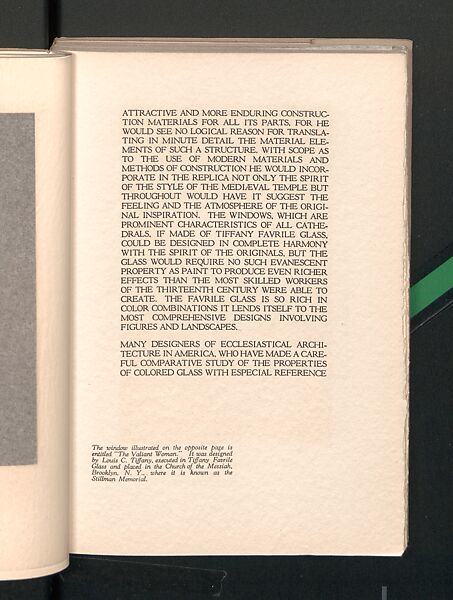 ATTRACTIVE AND MORE ENDURING CONSTRUC-
TION MATERIALS FOR ALL ITS PARTS, FOR HE
WOULD SEE NO LOGICAL REASON FOR TRANSLA-
TING IN MINUTE DETAIL THE MATERIAL ELE-
MENTS OF SUCH A STRUCTURE. WITH SCOPE AS
TO THE USE OF MODERN MATERIALS AND
METHODS OF CONSTRUCTION HE WOULD INCOR-
PORATE IN THE REPLICA NOT ONLY THE SPIRIT
OF THE STYLE OF THE MEDIÆVAL TEMPLE BUT
THROUGHOUT WOULD HAVE IT SUGGEST THE
FEELING AND THE ATMOSPHERE OF THE ORIGI-
NAL INSPIRATION. THE WINDOWS, WHICH ARE
PROMINENT CHARACTERISTICS OF ALL CATHE-
DRALS, IF MADE OF TIFFANY FAVRILE GLASS,
COULD BE DESIGNED IN COMPLETE HARMONY
WITH THE SPIRIT OF THE ORIGINALS, BUT THE
GLASS WOULD REQUIRE NO SUCH EVANESCENT
PROPERTY AS PAINT TO PRODUCE EVEN RICHER
EFFECTS THAN THE MOST SKILLED WORKERS
OF THE THIRTEENTH CENTURY WERE ABLE TO
CREATE. THE FAVRILE GLASS IS SO RICH IN
COLOR COMBINATIONS IT LENDS ITSELF TO THE
MOST COMPREHENSIVE DESIGNS INVOLVING
FIGURES AND LANDSCAPES.
MANY DESIGNERS OF ECCLESIASTICAL ARCHI-
TECTURE IN AMERICA, WHO HAVE MADE A CARE-
FUL COMPARATIVE STUDY OF THE PROPERTIES
OF COLORED GLASS WITH ESPECIAL REFERENCE
The window illustrated on the opposite page is
entitled "The Valiant Woman." It was designed
by Louis C. Tiffany, executed in Tiffany Favrile
Glass and placed in the Church of the Messiah,
Brooklyn, N. Y., where it is known as the
Stillman Memorial.